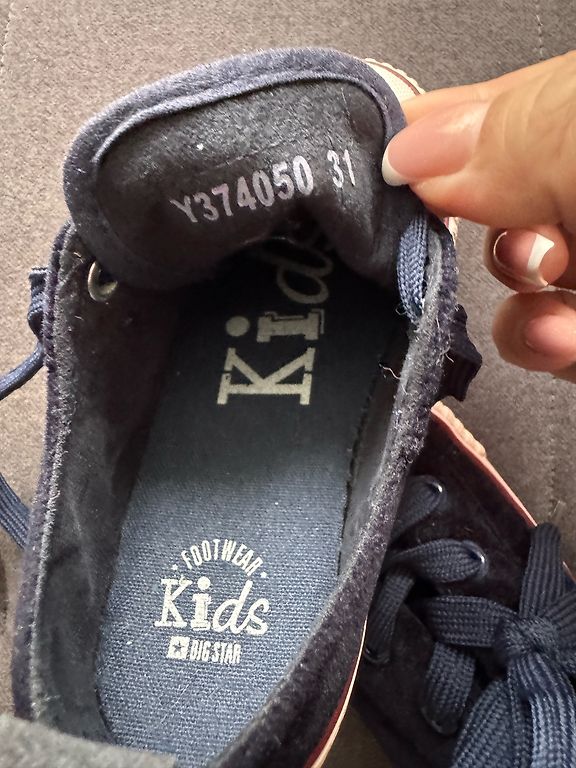 Y374050 31
Kids
FOOTWEAR
Kids
BIG STAR